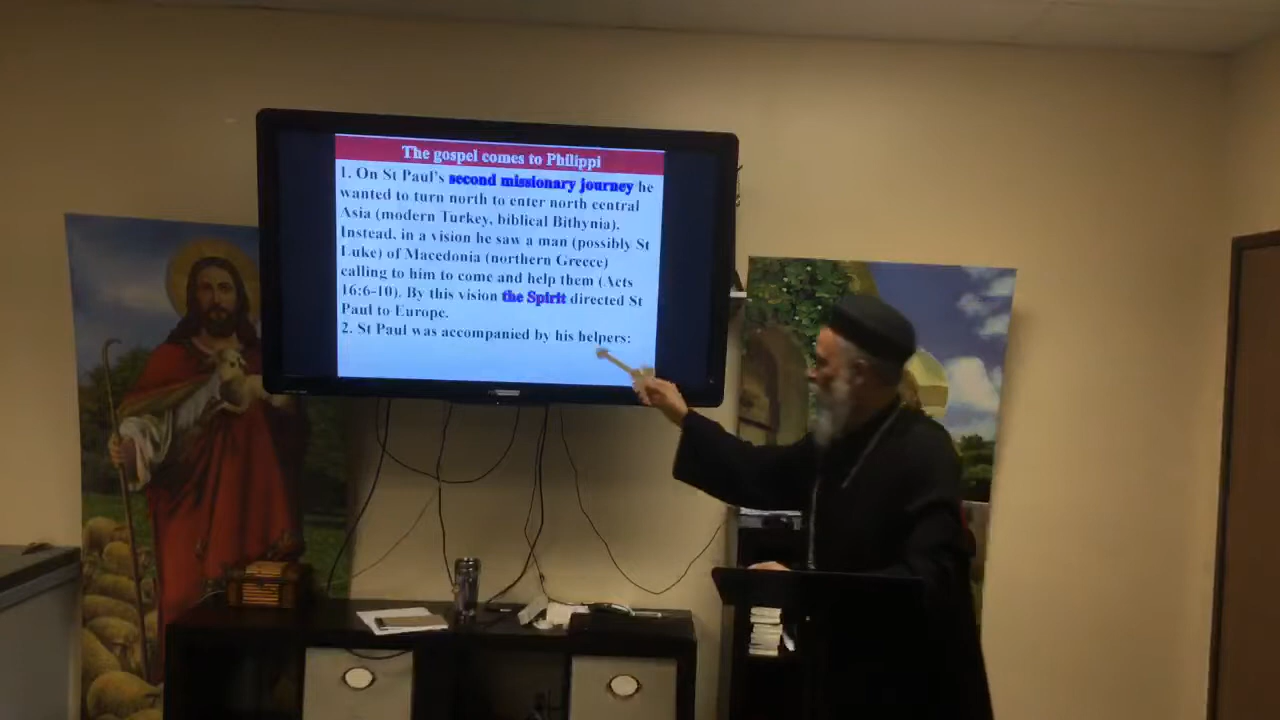 The gospel comes to Philippi
1. On St Paul's second missionary journey he
wanted to turn north to enter north central
Asia (modern Turkey, biblical Bithynia).
Instead, in a vision he saw a man (possibly St
Luke) of Macedonia (northern Greece)
calling to him to come and help them (Acts
16:6-10). By this vision the Spirit directed St
Paul to Europe.
2. St Paul was accompanied by his helpers: